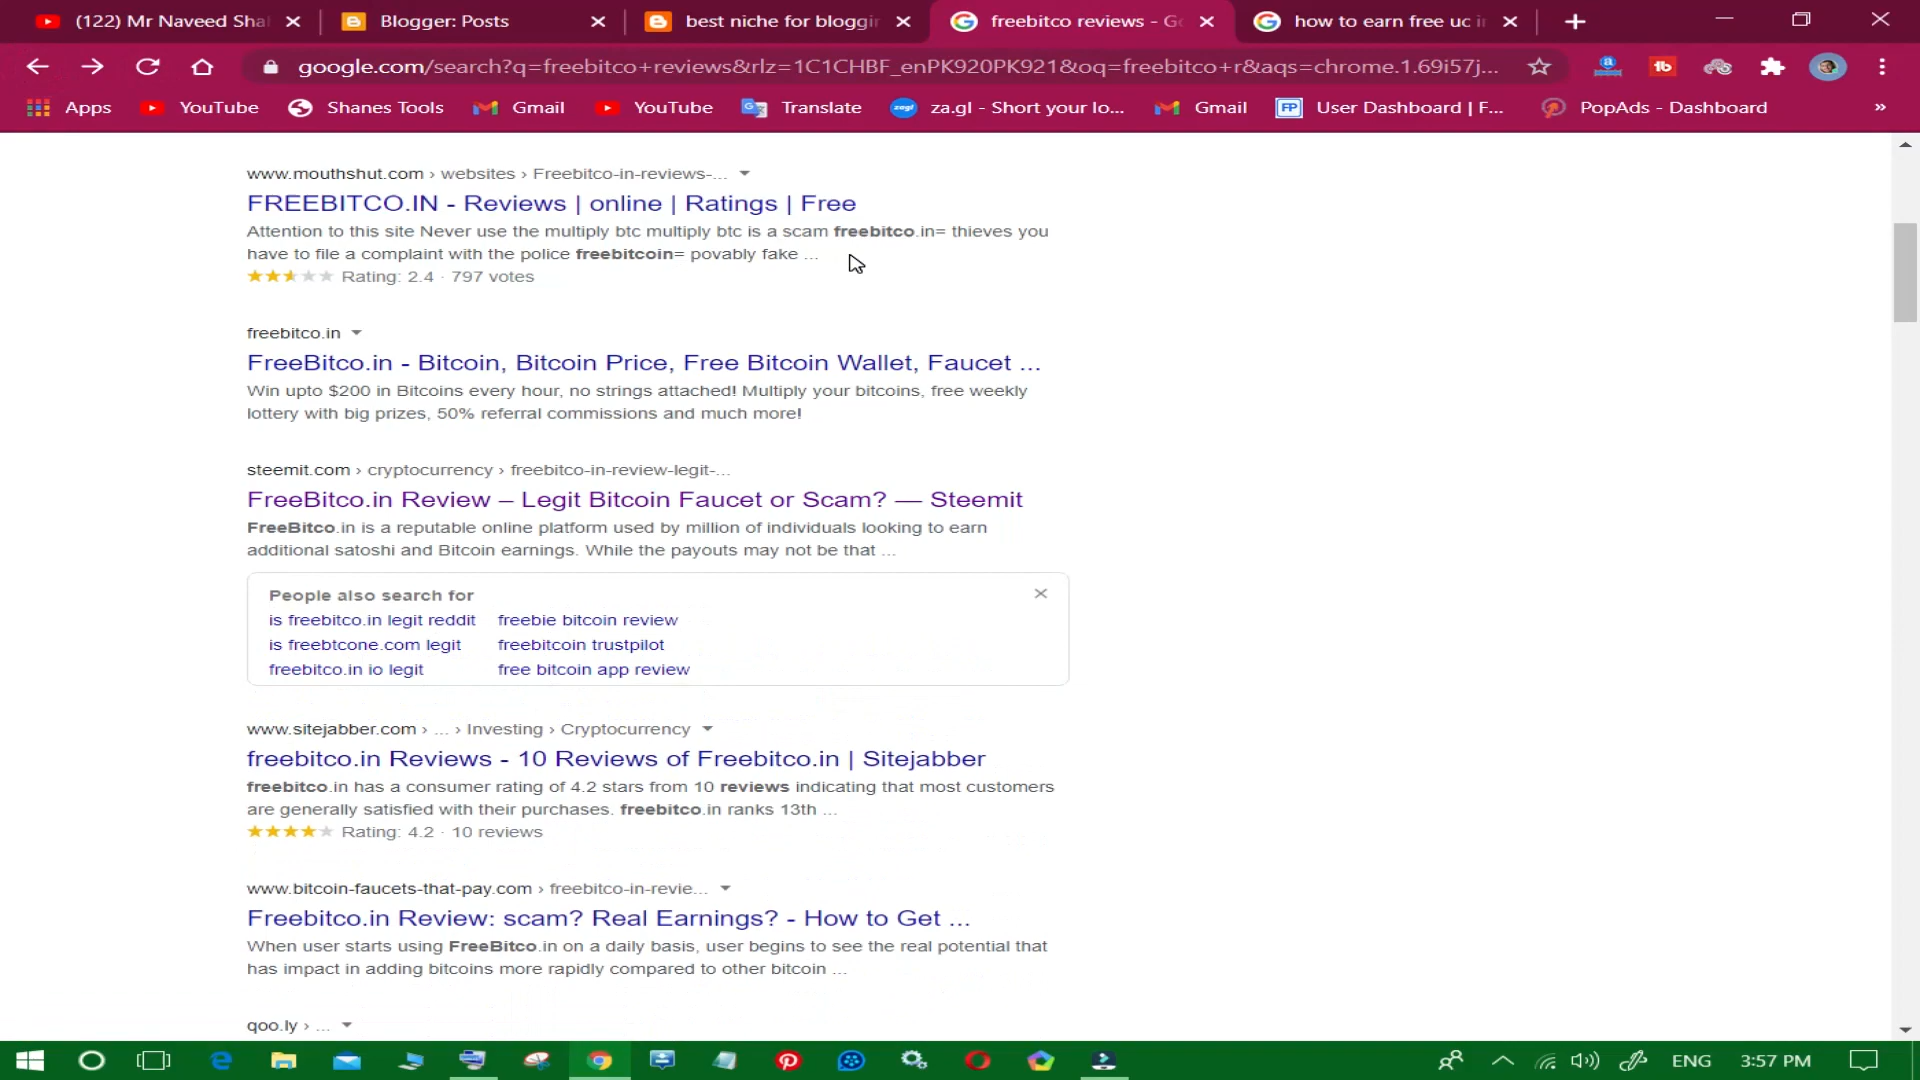 (122) Mr Naveed Sha
Blogger: Posts
best niche for bloggin
freebitco reviews - Go
how to earn free uc in
google.com/search?q=freebitco+reviews&rlz=1C1CHBF_enPK920PK921&oq=freebitco+r&aqs=chrome.1.69i57j...
Apps
YouTube
Shanes Tools
Gmail
YouTube
Translate
za.gl - Short your lo...
Gmail
User Dashboard | F...
PopAds - Dashboard
»
www.mouthshut.com › websites › Freebitco-in-reviews-...
FREEBITCO.IN - Reviews | online | Ratings | Free
Attention to this site Never use the multiply btc multiply btc is a scam freebitco.in= thieves you
have to file a complaint with the police freebitcoin= povably fake ...
Rating: 2.4 · 797 votes
freebitco.in
FreeBitco.in - Bitcoin, Bitcoin Price, Free Bitcoin Wallet, Faucet ...
Win upto $200 in Bitcoins every hour, no strings attached! Multiply your bitcoins, free weekly
lottery with big prizes, 50% referral commissions and much more!
steemit.com › cryptocurrency › freebitco-in-review-legit-...
FreeBitco.in Review – Legit Bitcoin Faucet or Scam? — Steemit
FreeBitco.in is a reputable online platform used by million of individuals looking to earn
additional satoshi and Bitcoin earnings. While the payouts may not be that ...
People also search for
is freebitco.in legit reddit
freebie bitcoin review
is freebtcone.com legit
freebitcoin trustpilot
freebitco.in io legit
free bitcoin app review
www.sitejabber.com › ... › Investing › Cryptocurrency
freebitco.in Reviews - 10 Reviews of Freebitco.in | Sitejabber
freebitco.in has a consumer rating of 4.2 stars from 10 reviews indicating that most customers
are generally satisfied with their purchases. freebitco.in ranks 13th ...
Rating: 4.2 · 10 reviews
www.bitcoin-faucets-that-pay.com › freebitco-in-revie...
Freebitco.in Review: scam? Real Earnings? - How to Get ...
When user starts using FreeBitco.in on a daily basis, user begins to see the real potential that
has impact in adding bitcoins more rapidly compared to other bitcoin ...
qoo.ly › ...
ENG
3:57 PM